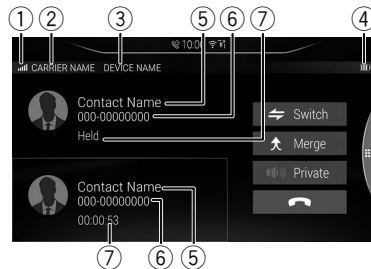 ① ② ③ ⑤ ⑥ ⑦ ④
10:00
CARRIER NAME DEVICE NAME
Contact Name
000-00000000
Held
Switch
Merge
Private
Contact Name
000-00000000
00:00:53
⑦ ⑥ ⑤